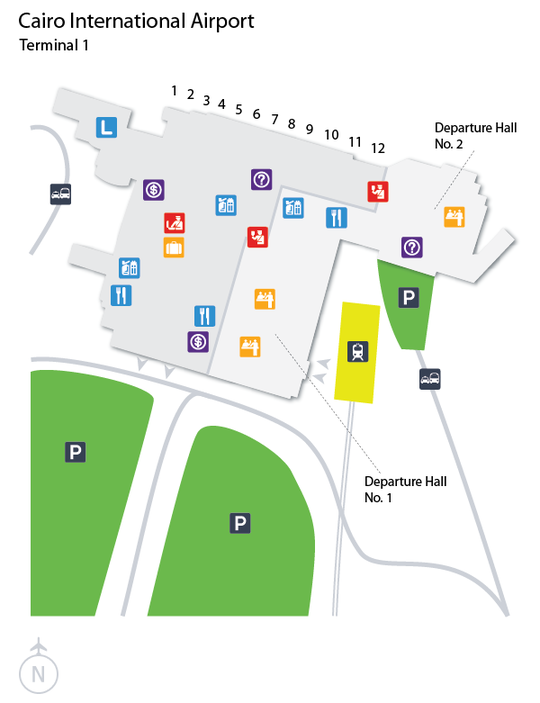 Cairo International Airport
Terminal 1
1 2 3 4 5 6 7 8 9 10 11 12
Departure Hall
No. 2
L
$
?
?
P
$
Departure Hall
No. 1
P
P
N